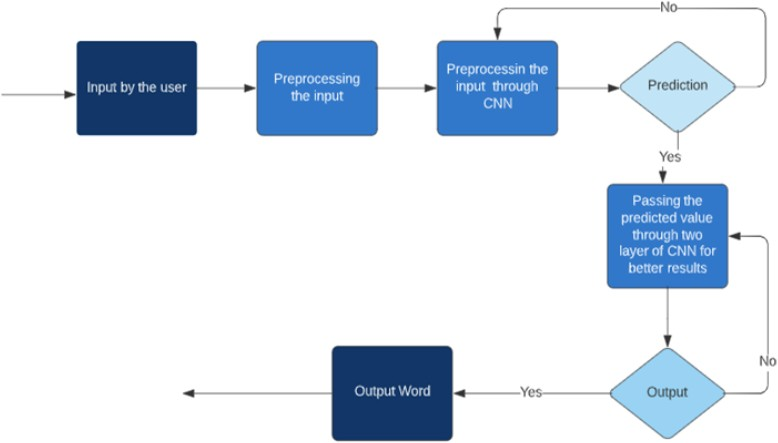 No
Input by the user
Preprocessing
the input
Preprocessin the
input through
CNN
Prediction
Yes
Passing the
predicted value
through two
layer of CNN for
better results
No
Output Word
Yes
Output